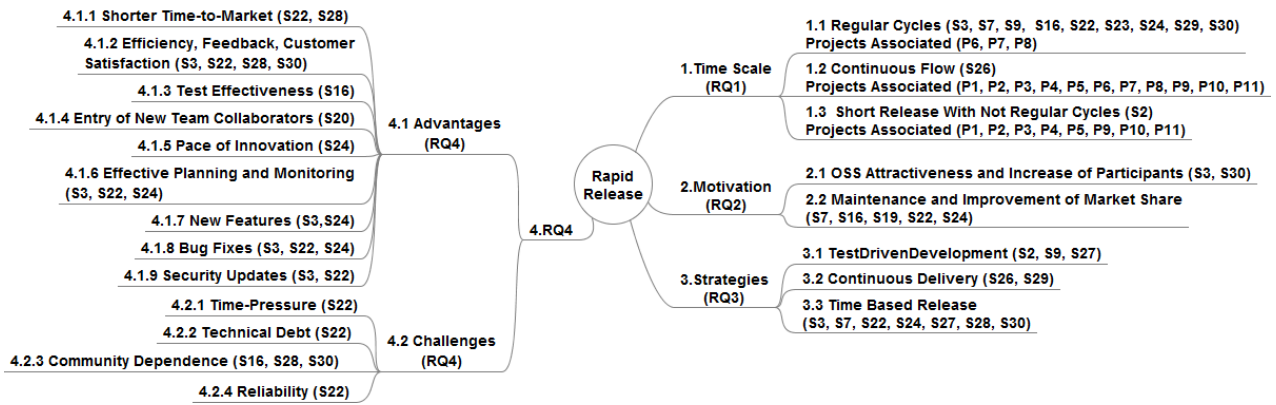 Rapid
Release
1.Time Scale
(RQ1)
1.1 Regular Cycles (S3, S7, S9, S16, S22, S23, S24, S29, S30)
Projects Associated (P6, P7, P8)
1.2 Continuous Flow (S26)
Projects Associated (P1, P2, P3, P4, P5, P6, P7, P8, P9, P10, P11)
1.3 Short Release With Not Regular Cycles (S2)
Projects Associated (P1, P2, P3, P4, P5, P9, P10, P11)
2.Motivation
(RQ2)
2.1 OSS Attractiveness and Increase of Participants (S3, S30)
2.2 Maintenance and Improvement of Market Share
(S7, S16, S19, S22, S24)
3.Strategies
(RQ3)
3.1 TestDrivenDevelopment (S2, S9, S27)
3.2 Continuous Delivery (S26, S29)
3.3 Time Based Release
(S3, S7, S22, S24, S27, S28, S30)
4.RQ4
4.1 Advantages
(RQ4)
4.1.1 Shorter Time-to-Market (S22, S28)
4.1.2 Efficiency, Feedback, Customer
Satisfaction (S3, S22, S28, S30)
4.1.3 Test Effectiveness (S16)
4.1.4 Entry of New Team Collaborators (S20)
4.1.5 Pace of Innovation (S24)
4.1.6 Effective Planning and Monitoring
(S3, S22, S24)
4.1.7 New Features (S3,S24)
4.1.8 Bug Fixes (S3, S22, S24)
4.1.9 Security Updates (S3, S22)
4.2 Challenges
(RQ4)
4.2.1 Time-Pressure (S22)
4.2.2 Technical Debt (S22)
4.2.3 Community Dependence (S16, S28, S30)
4.2.4 Reliability (S22)